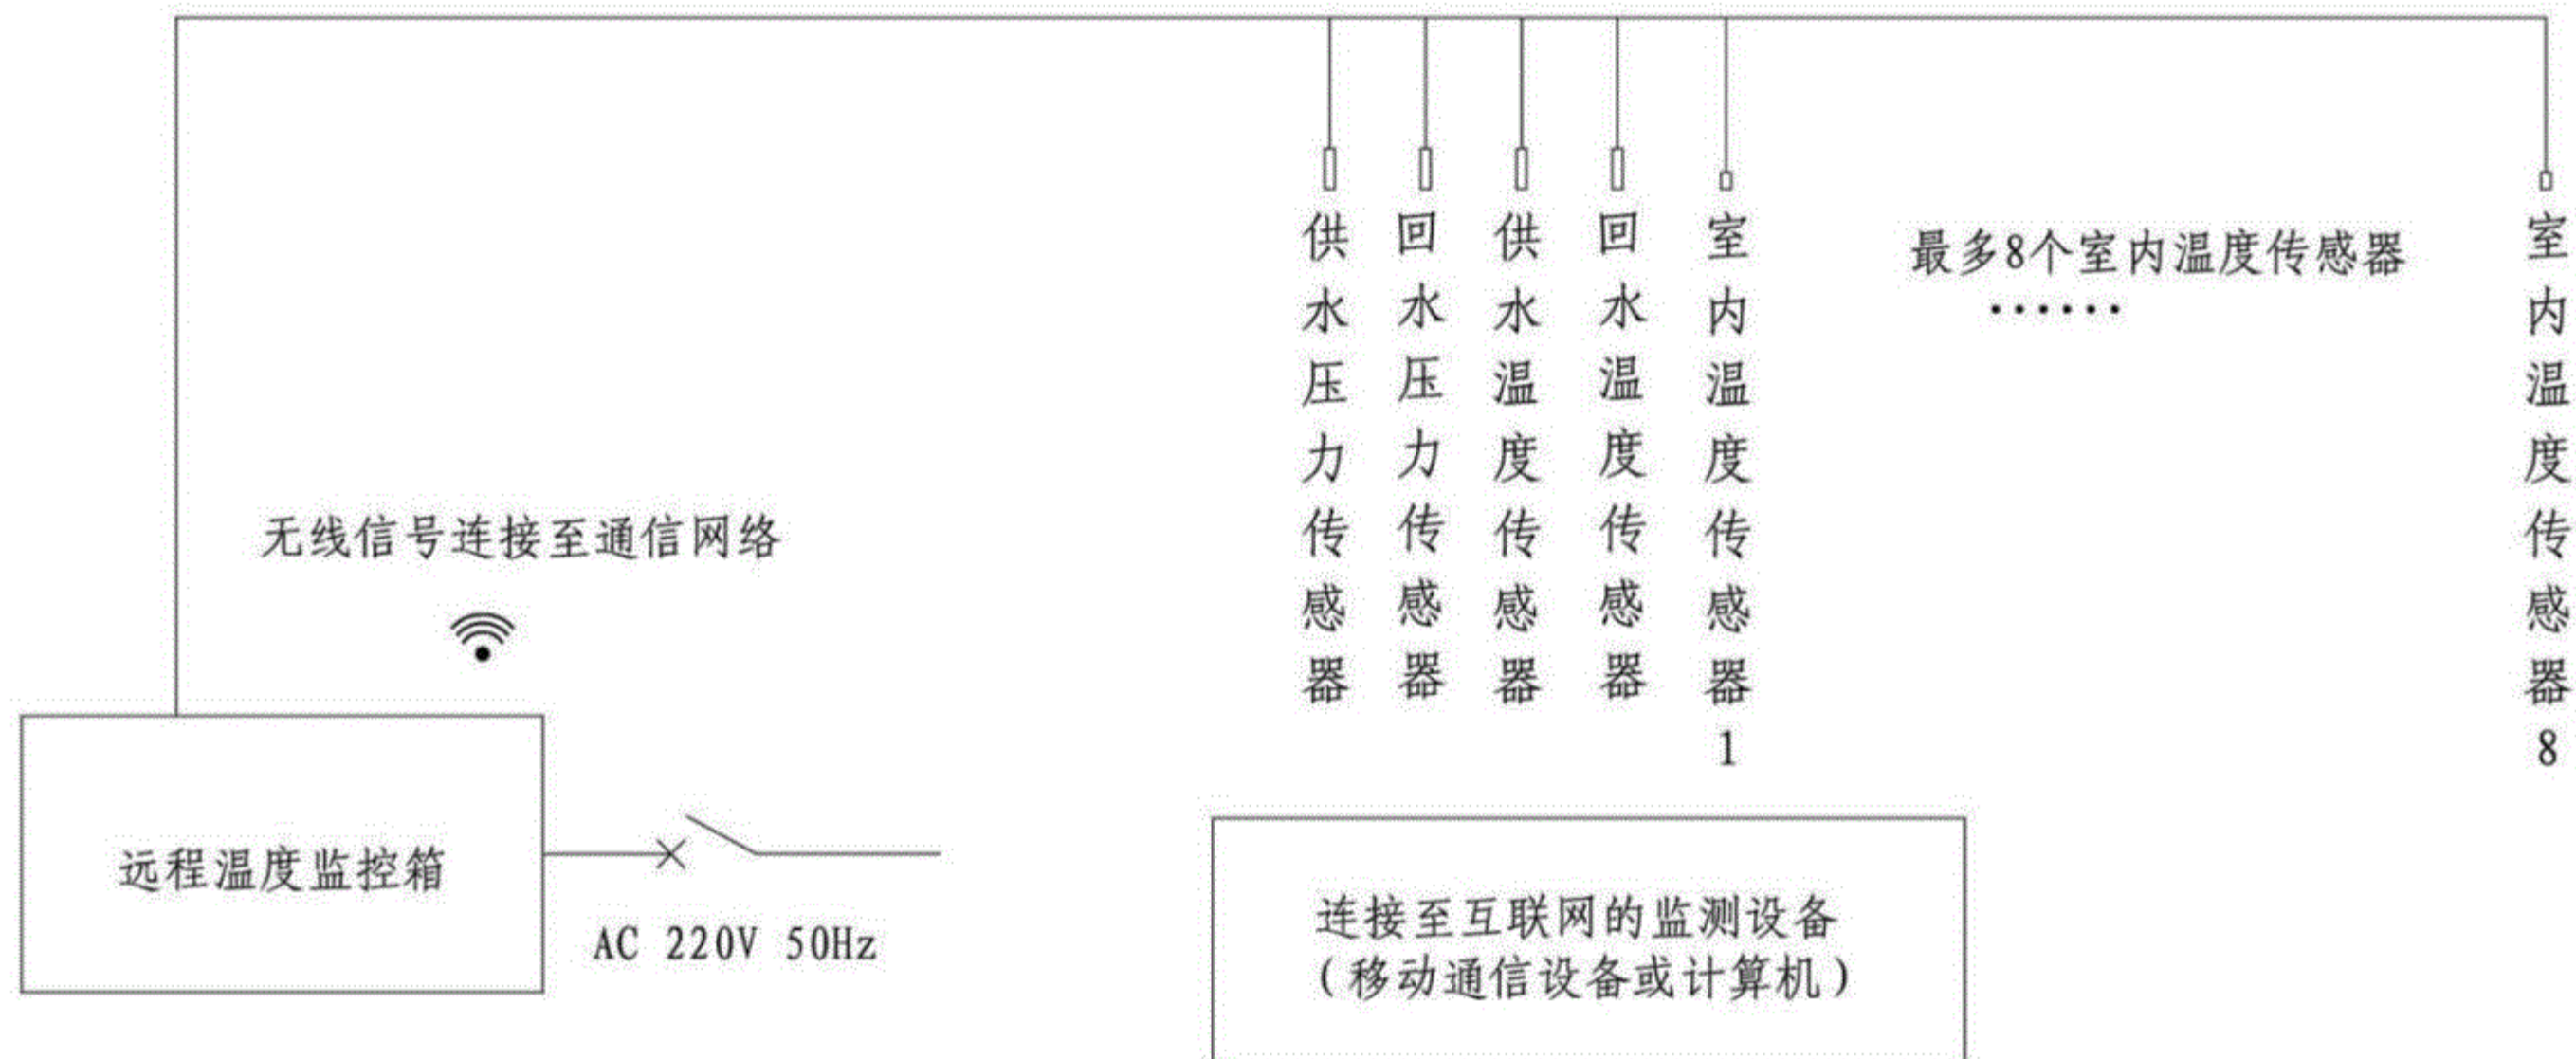 供水压力传感器
回水压力传感器
供水温度传感器
回水温度传感器
室内温度传感器1
最多8个室内温度传感器
······
室内温度传感器8
无线信号连接至通信网络
远程温度监控箱
AC 220V 50Hz
连接至互联网的监测设备
(移动通信设备或计算机)